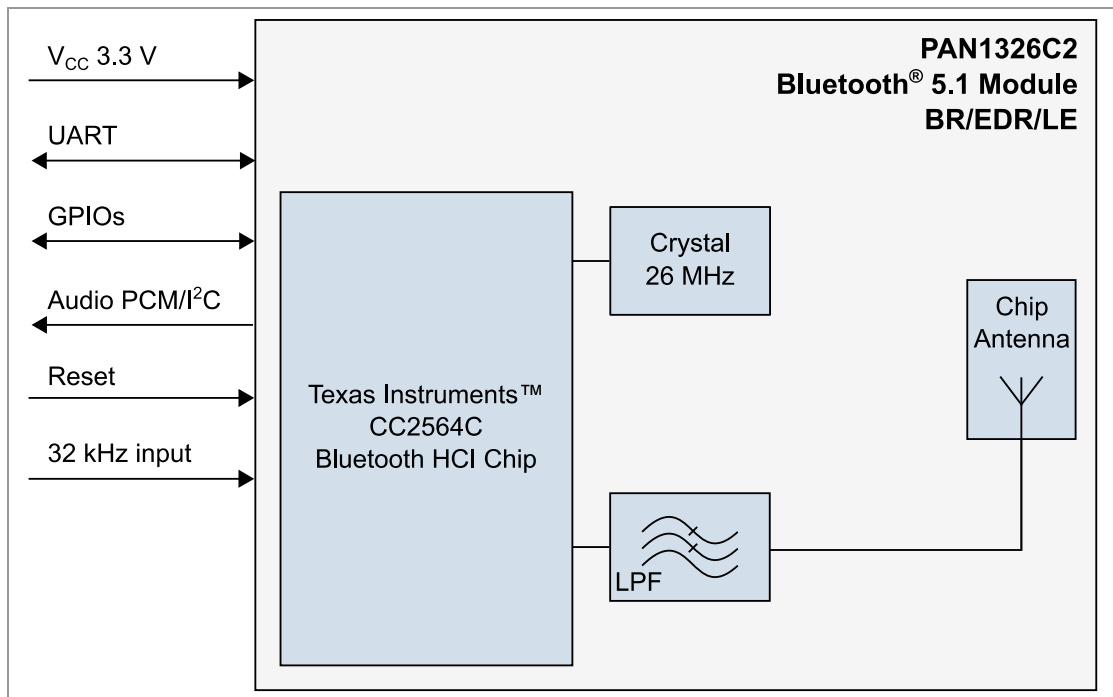 V_CC 3.3 V
UART
GPIOs
Audio PCM/I²C
Reset
32 kHz input
PAN1326C2
Bluetooth® 5.1 Module
BR/EDR/LE
Texas Instruments™
CC2564C
Bluetooth HCI Chip
Crystal
26 MHz
LPF
Chip
Antenna